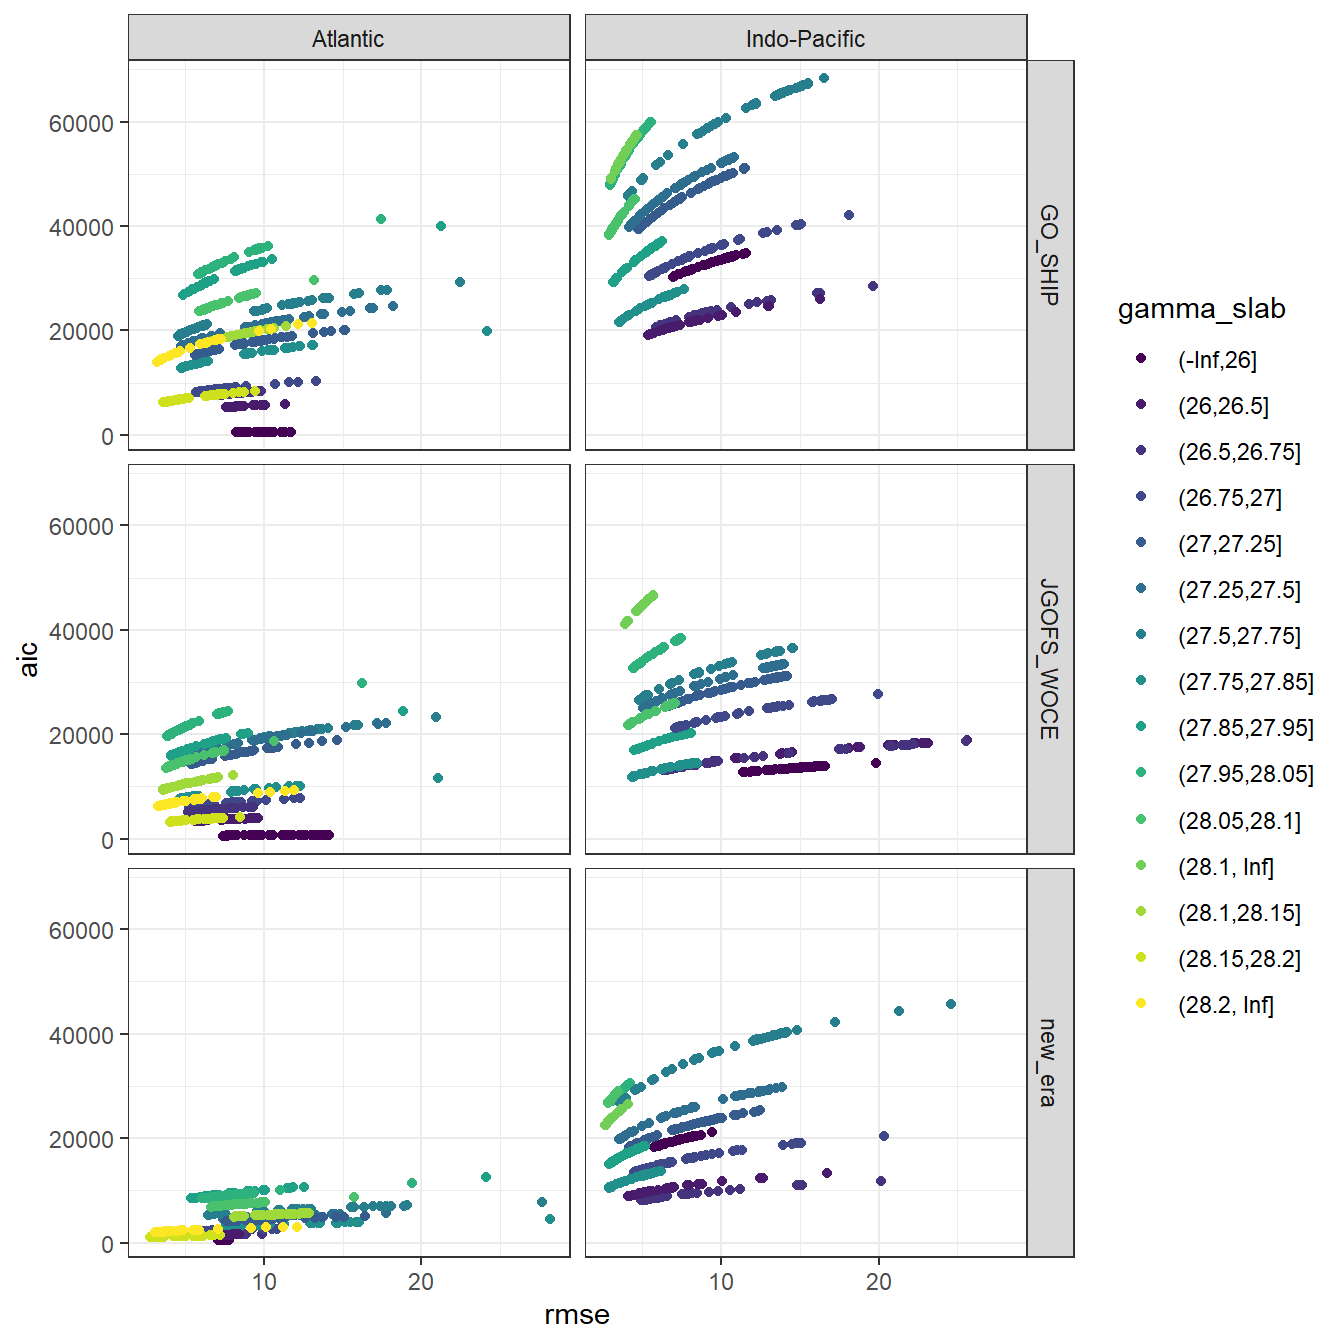 Atlantic
Indo-Pacific
60000
40000
20000
0
GO_SHIP
60000
40000
20000
0
JGOFS_WOCE
60000
40000
20000
0
new_era
10
20
10
20
rmse
aic
gamma_slab
(-Inf,26]
(26,26.5]
(26.5,26.75]
(26.75,27]
(27,27.25]
(27.25,27.5]
(27.5,27.75]
(27.75,27.85]
(27.85,27.95]
(27.95,28.05]
(28.05,28.1]
(28.1, Inf]
(28.1,28.15]
(28.15,28.2]
(28.2, Inf]